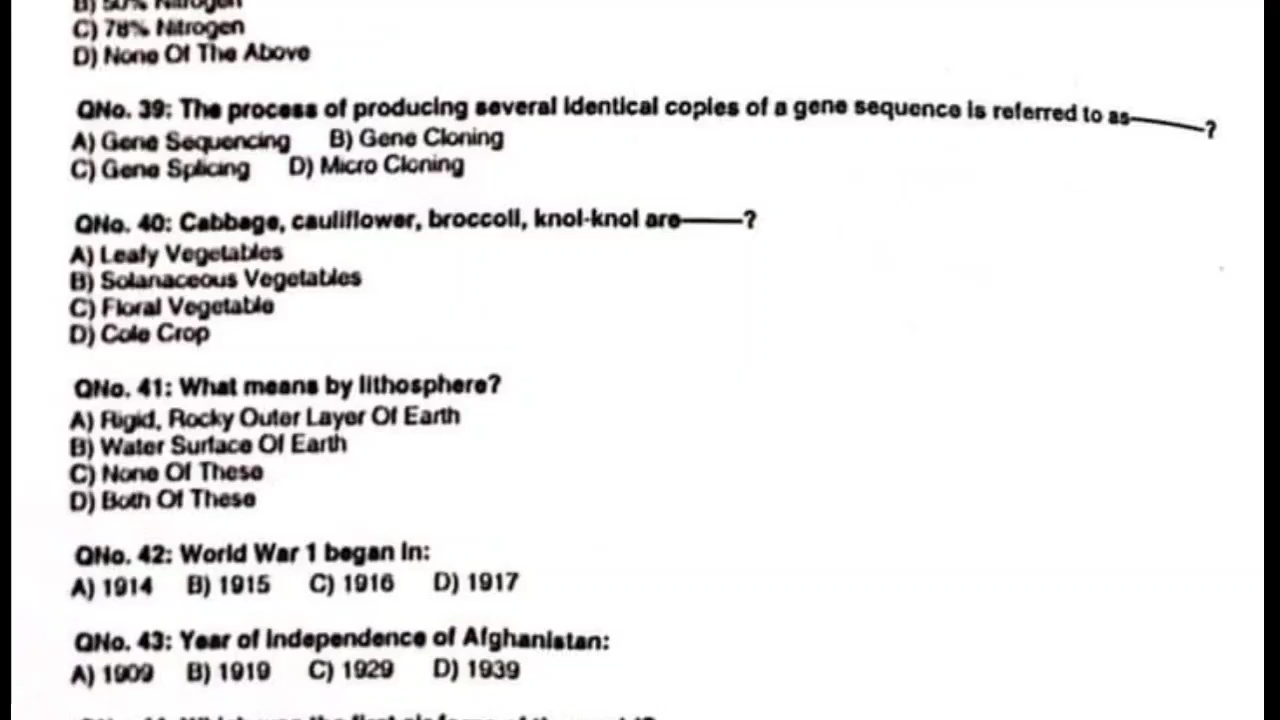 B) 50% Nitrogen
C) 78% Nitrogen
D) None Of The Above
QNo. 39: The process of producing several identical copies of a gene sequence is referred to as———?
A) Gene Sequencing B) Gene Cloning
C) Gene Splicing D) Micro Cloning
QNo. 40: Cabbage, cauliflower, broccoli, knol-knol are———?
A) Leafy Vegetables
B) Solanaceous Vegetables
C) Floral Vegetable
D) Cole Crop
QNo. 41: What means by lithosphere?
A) Rigid, Rocky Outer Layer Of Earth
B) Water Surface Of Earth
C) None Of These
D) Both Of These
QNo. 42: World War 1 began in:
A) 1914 B) 1915 C) 1916 D) 1917
QNo. 43: Year of Independence of Afghanistan:
A) 1909 B) 1919 C) 1929 D) 1939